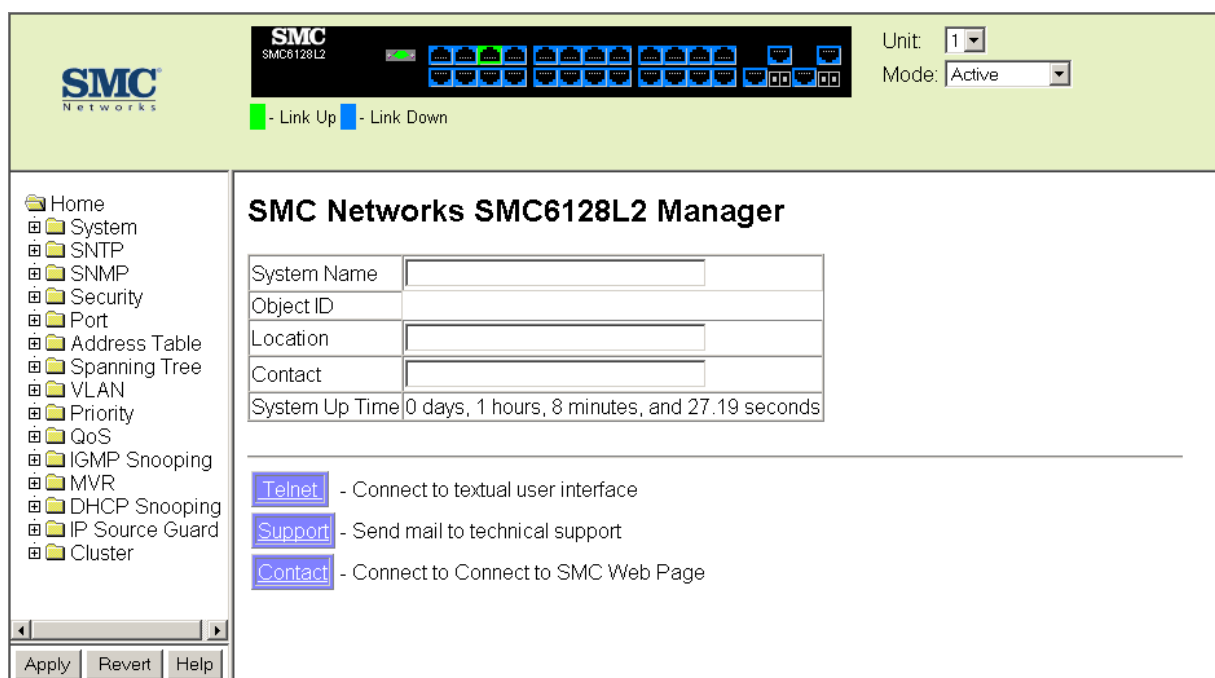 SMC
SMC6128L2
Unit: 1
Mode: Active
SMC
Networks
- Link Up - Link Down
Home
System
SNTP
SNMP
Security
Port
Address Table
Spanning Tree
VLAN
Priority
QoS
IGMP Snooping
MVR
DHCP Snooping
IP Source Guard
Cluster
Apply Revert Help
SMC Networks SMC6128L2 Manager
System Name
Object ID
Location
Contact
System Up Time 0 days, 1 hours, 8 minutes, and 27.19 seconds
Telnet - Connect to textual user interface
Support - Send mail to technical support
Contact - Connect to Connect to SMC Web Page